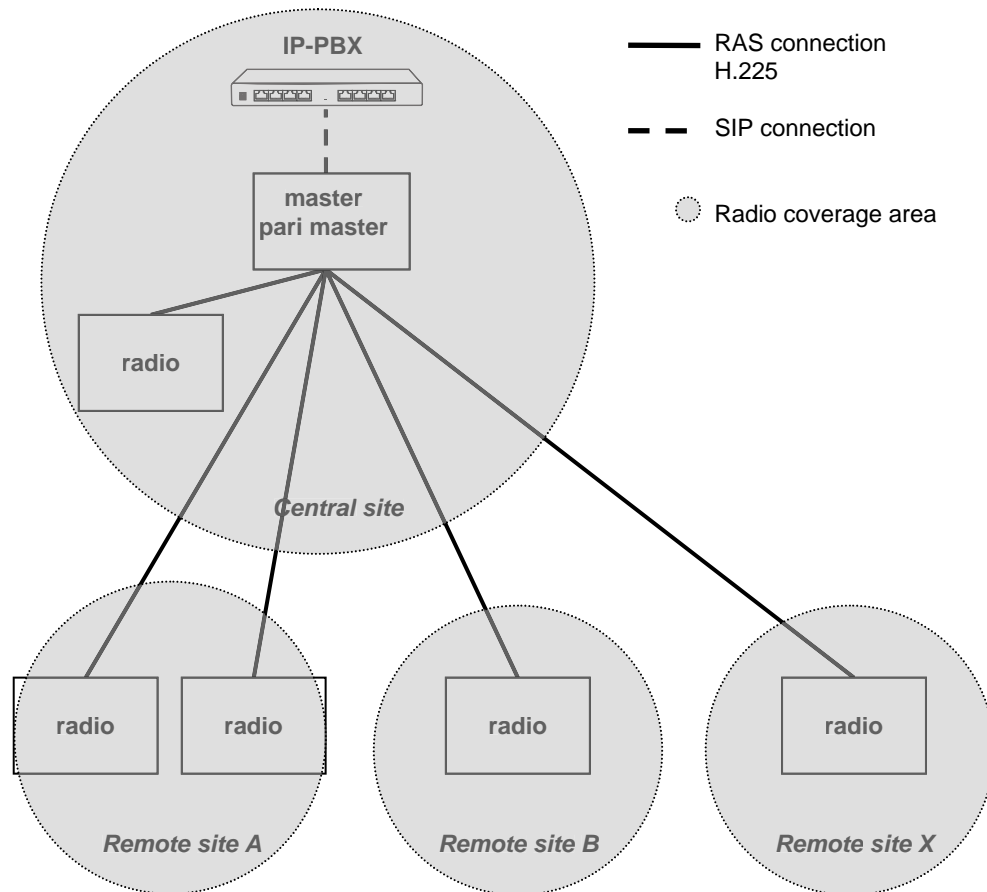 IP-PBX
RAS connection
H.225
SIP connection
master
pari master
Radio coverage area
radio
Central site
radio
radio
radio
radio
Remote site A
Remote site B
Remote site X